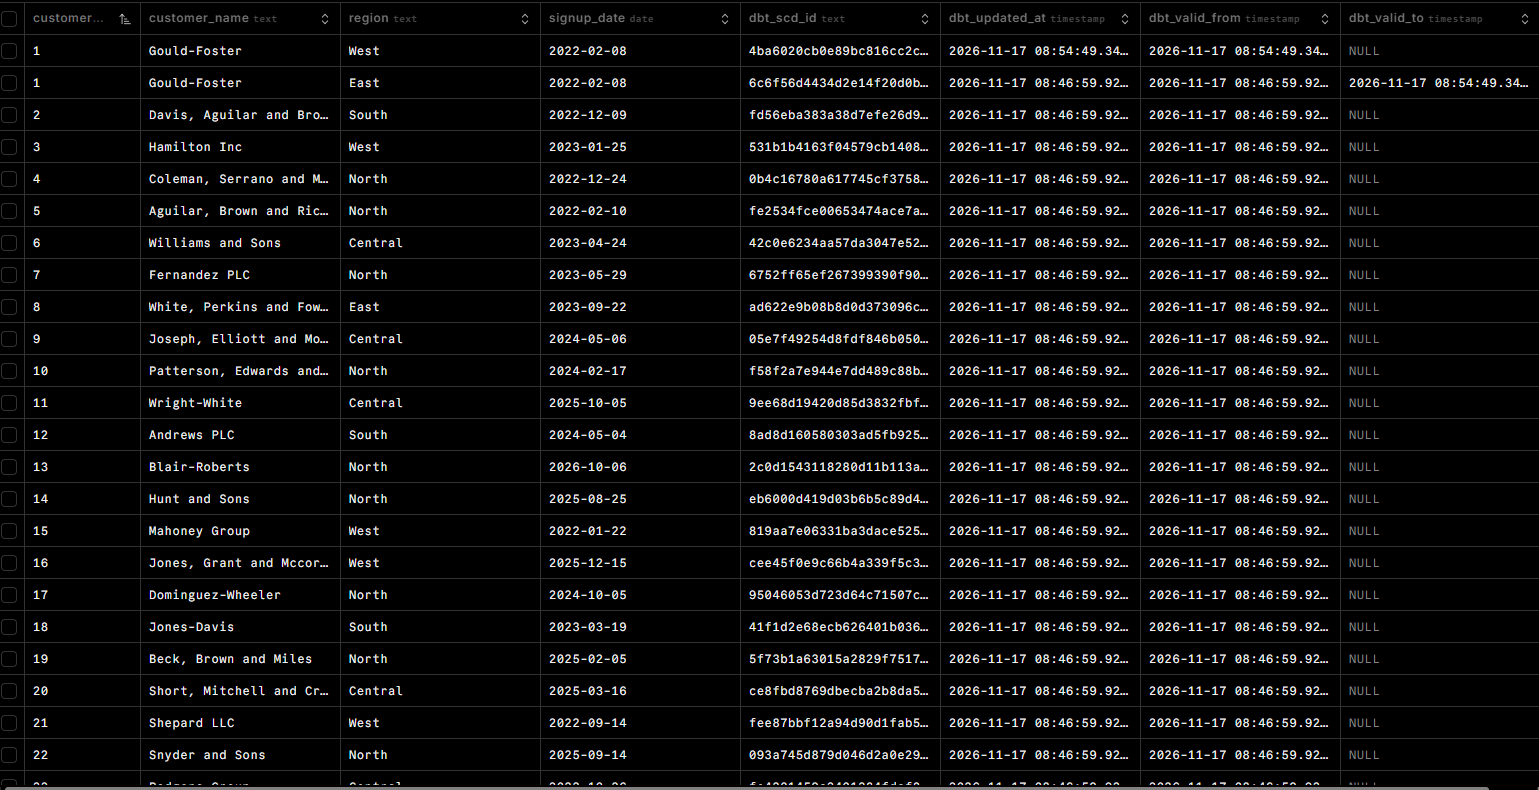 customer... customer_name text region text signup_date date dbt_scd_id text dbt_updated_at timestamp dbt_valid_from timestamp dbt_valid_to timestamp
1 Gould-Foster West 2022-02-08 4ba6020cb0e89bc816cc2c… 2026-11-17 08:54:49.34… 2026-11-17 08:54:49.34… NULL
1 Gould-Foster East 2022-02-08 6c6f56d4434d2e14f20d0b… 2026-11-17 08:46:59.92… 2026-11-17 08:46:59.92… 2026-11-17 08:54:49.34…
2 Davis, Aguilar and Bro… South 2022-12-09 fd56eba383a38d7efe26d9… 2026-11-17 08:46:59.92… 2026-11-17 08:46:59.92… NULL
3 Hamilton Inc West 2023-01-25 531b1b4163f04579cb1408… 2026-11-17 08:46:59.92… 2026-11-17 08:46:59.92… NULL
4 Coleman, Serrano and M… North 2022-12-24 0b4c16780a617745cf3758… 2026-11-17 08:46:59.92… 2026-11-17 08:46:59.92… NULL
5 Aguilar, Brown and Ric… North 2022-02-10 fe2534fce00653474ace7a… 2026-11-17 08:46:59.92… 2026-11-17 08:46:59.92… NULL
6 Williams and Sons Central 2023-04-24 42c0e6234aa57da3047e52… 2026-11-17 08:46:59.92… 2026-11-17 08:46:59.92… NULL
7 Fernandez PLC North 2023-05-29 6752ff65ef267399390f90… 2026-11-17 08:46:59.92… 2026-11-17 08:46:59.92… NULL
8 White, Perkins and Fow… East 2023-09-22 ad622e9b08b8d0d373096c… 2026-11-17 08:46:59.92… 2026-11-17 08:46:59.92… NULL
9 Joseph, Elliott and Mo… Central 2024-05-06 05e7f49254d8fdf846b050… 2026-11-17 08:46:59.92… 2026-11-17 08:46:59.92… NULL
10 Patterson, Edwards and… North 2024-02-17 f58f2a7e944e7dd489c88b… 2026-11-17 08:46:59.92… 2026-11-17 08:46:59.92… NULL
11 Wright-White Central 2025-10-05 9ee68d19420d85d3832fbf… 2026-11-17 08:46:59.92… 2026-11-17 08:46:59.92… NULL
12 Andrews PLC South 2024-05-04 8ad8d160580303ad5fb925… 2026-11-17 08:46:59.92… 2026-11-17 08:46:59.92… NULL
13 Blair-Roberts North 2026-10-06 2c0d1543118280d11b113a… 2026-11-17 08:46:59.92… 2026-11-17 08:46:59.92… NULL
14 Hunt and Sons North 2025-08-25 eb6000d419d03b6b5c89d4… 2026-11-17 08:46:59.92… 2026-11-17 08:46:59.92… NULL
15 Mahoney Group West 2022-01-22 819aa7e06331ba3dace525… 2026-11-17 08:46:59.92… 2026-11-17 08:46:59.92… NULL
16 Jones, Grant and Mccor… West 2025-12-15 cee45f0e9c66b4a339f5c3… 2026-11-17 08:46:59.92… 2026-11-17 08:46:59.92… NULL
17 Dominguez-Wheeler North 2024-10-05 95046053d723d64c71507c… 2026-11-17 08:46:59.92… 2026-11-17 08:46:59.92… NULL
18 Jones-Davis South 2023-03-19 41f1d2e68ecb626401b036… 2026-11-17 08:46:59.92… 2026-11-17 08:46:59.92… NULL
19 Beck, Brown and Miles North 2025-02-05 5f73b1a63015a2829f7517… 2026-11-17 08:46:59.92… 2026-11-17 08:46:59.92… NULL
20 Short, Mitchell and Cr… Central 2025-03-16 ce8fbd8769dbecba2b8da5… 2026-11-17 08:46:59.92… 2026-11-17 08:46:59.92… NULL
21 Shepard LLC West 2022-09-14 fee87bbf12a94d90d1fab5… 2026-11-17 08:46:59.92… 2026-11-17 08:46:59.92… NULL
22 Snyder and Sons North 2025-09-14 093a745d879d046d2a0e29… 2026-11-17 08:46:59.92… 2026-11-17 08:46:59.92… NULL